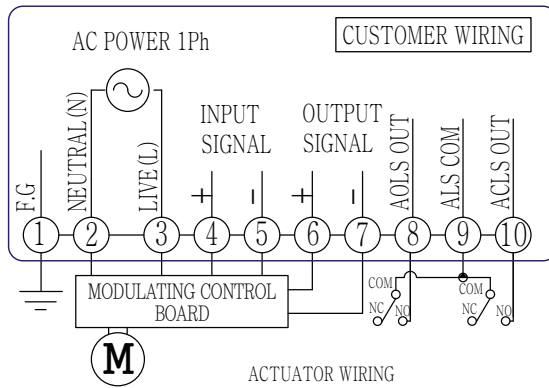 AC POWER 1Ph
CUSTOMER WIRING
F.G
NEUTRAL(N)
LIVE(L)
INPUT
SIGNAL
+
-
OUTPUT
SIGNAL
+
-
AOLS OUT
ALS COM
ACLS OUT
1
2
3
4
5
6
7
8
9
10
MODULATING CONTROL
BOARD
M
COM
NC
NO
COM
NC
NO
ACTUATOR WIRING